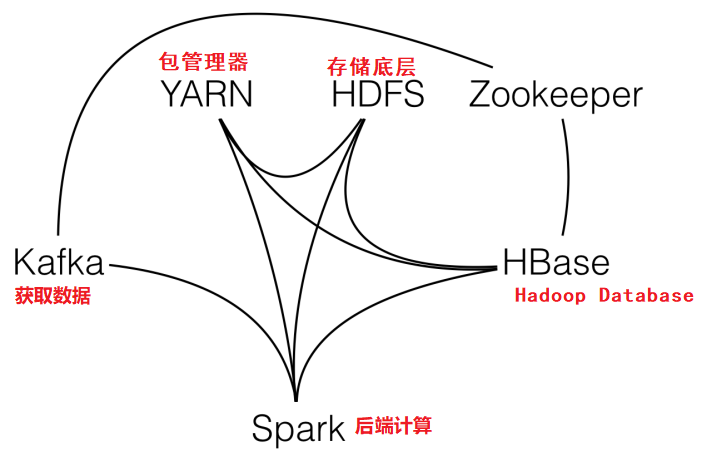 包管理器
YARN
存储底层
HDFS
Zookeeper
Kafka
获取数据
HBase
Hadoop Database
Spark 后端计算